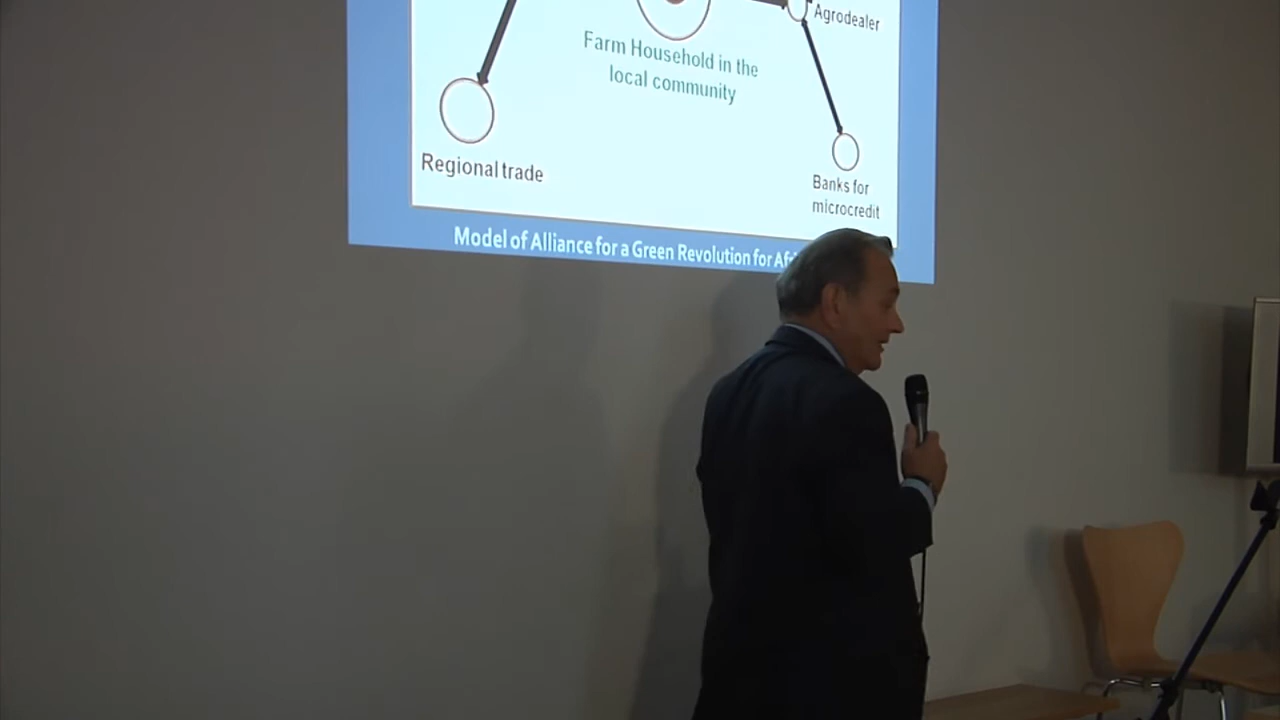 Agrodealer
Farm Household in the
local community
Regional trade
Banks for
microcredit
Model of Alliance for a Green Revolution for